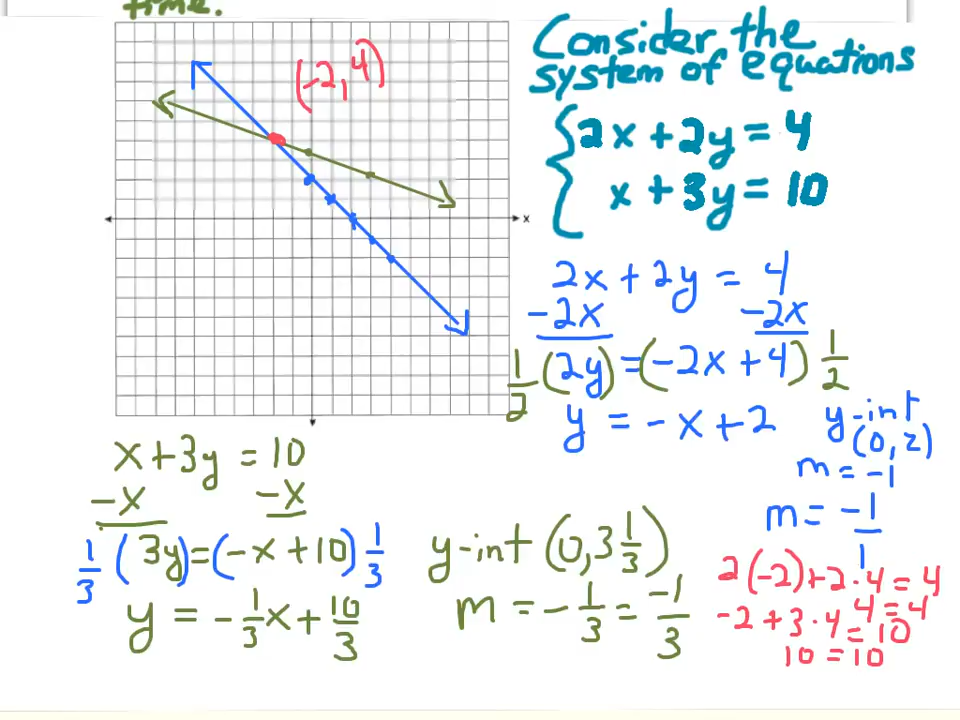 time.
(-2, 4)
x
Consider the
system of equations
2x + 2y = 4
x + 3y = 10
2x + 2y = 4
-2x -2x
1/2 (2y) = (-2x + 4) 1/2
y = -x + 2
y-int
(0, 2)
m = -1
m = -1/1
x + 3y = 10
-x -x
1/3 (3y) = (-x + 10) 1/3
y = -1/3 x + 10/3
y-int (0, 3 1/3)
m = -1/3 = -1/3
2(-2) + 2 · 4 = 4
4 = 4
-2 + 3 · 4 = 10
10 = 10